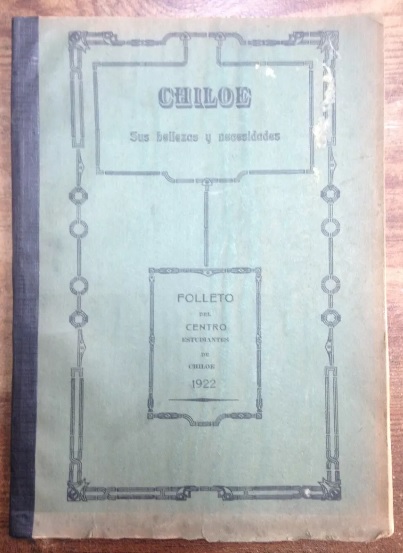 CHILOE
Sus bellezas y necesidades
FOLLETO
DEL
CENTRO
ESTUDIANTES
DE
CHILOE
1922